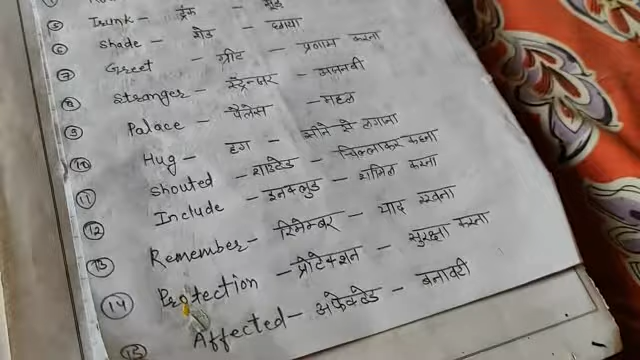 ⑤ Trunk – ट्रंक – सूंड
⑥ Shade – शेड – छाया
⑦ Greet – ग्रीट – प्रणाम करना
⑧ Stranger – स्ट्रेन्जर – अजनबी
⑨ Palace – पैलेस – महल
⑩ Hug – हग – सीने से लगाना
⑪ Shouted – शाउटेड – चिल्लाकर कहना
⑫ Include – इनक्लुड – शामिल करना
⑬ Remember – रिमेम्बर – याद रखना
⑭ Protection – प्रोटेक्शन – सुरक्षा करना
⑮ Affected – अफेक्टेड – बनावटी